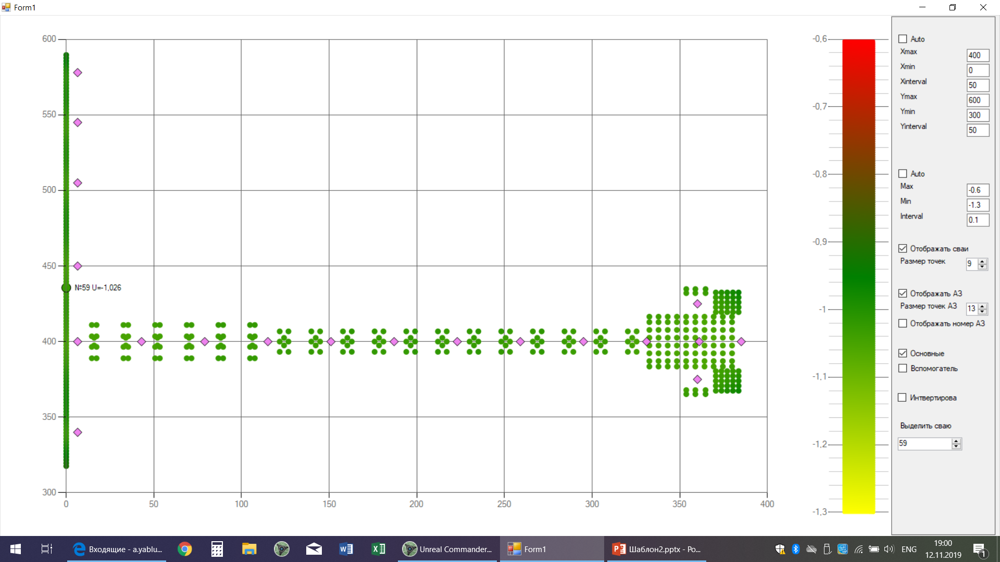 Form1
600
550
500
450
400
350
300
0
50
100
150
200
250
300
350
400
№59 U=-1,026
-0,6
-0,7
-0,8
-0,9
-1
-1,1
-1,2
-1,3
Auto
Xmax 400
Xmin 0
Xinterval 50
Ymax 600
Ymin 300
Yinterval 50
Auto
Max -0.6
Min -1.3
Interval 0.1
Отображать сваи
Размер точек 9
Отображать АЗ
Размер точек АЗ 13
Отображать номер АЗ
Основные
Вспомогатель
Интвертирова
Выделить сваю
59
Входящие - a.yablu...
Unreal Commander...
Form1
Шаблон2.pptx - Po...
ENG
19:00
12.11.2019
1